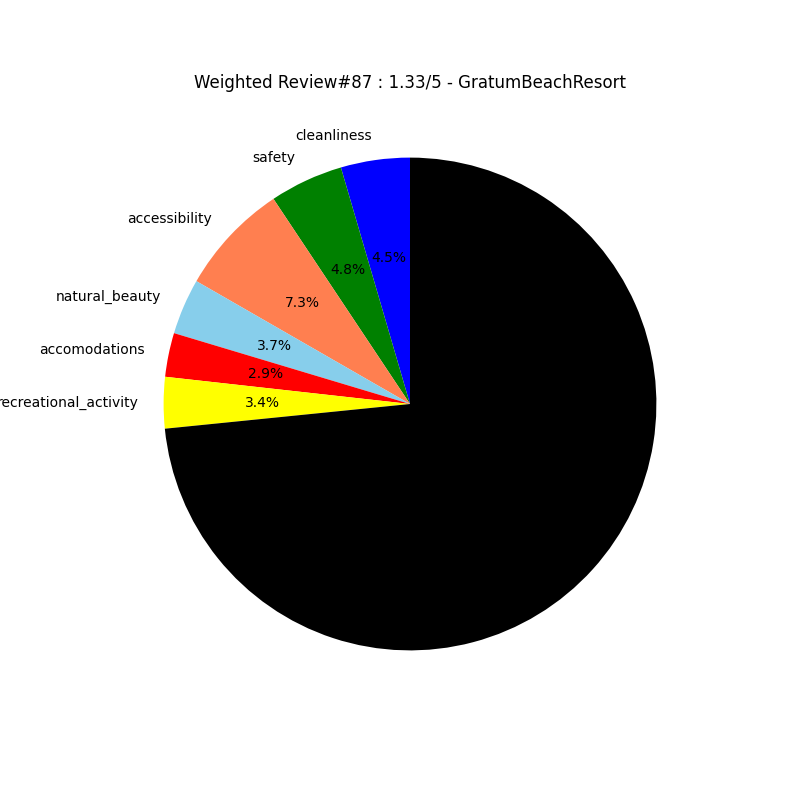 Weighted Review#87 : 1.33/5 - GratumBeachResort
cleanliness
safety
accessibility
natural_beauty
accomodations
recreational_activity
4.5%
4.8%
7.3%
3.7%
2.9%
3.4%